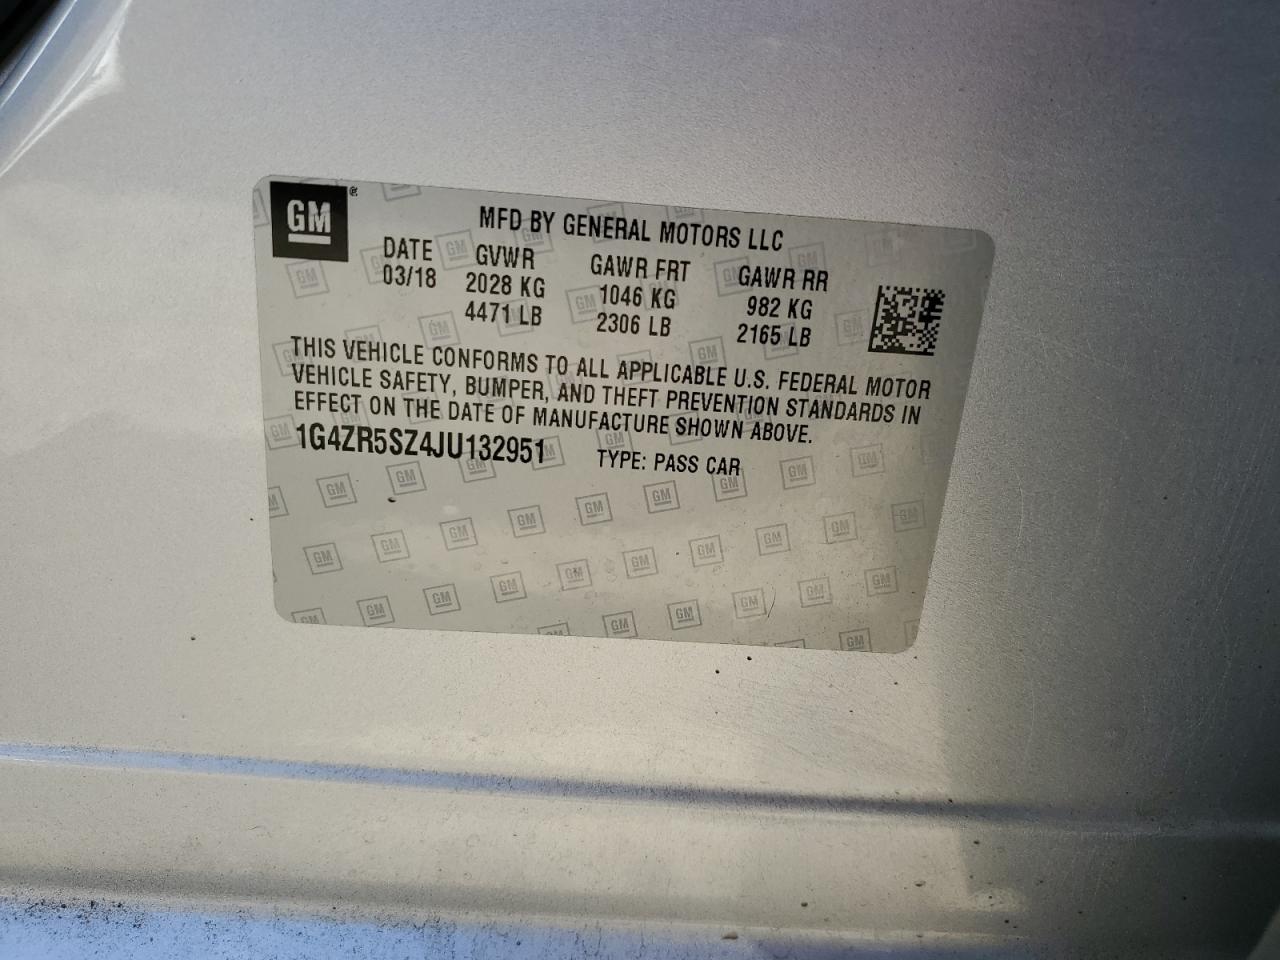 GM®
MFD BY GENERAL MOTORS LLC
DATE GVWR GAWR FRT GAWR RR
03/18 2028 KG 1046 KG 982 KG
4471 LB 2306 LB 2165 LB
THIS VEHICLE CONFORMS TO ALL APPLICABLE U.S. FEDERAL MOTOR
VEHICLE SAFETY, BUMPER, AND THEFT PREVENTION STANDARDS IN
EFFECT ON THE DATE OF MANUFACTURE SHOWN ABOVE.
1G4ZR5SZ4JU132951 TYPE: PASS CAR